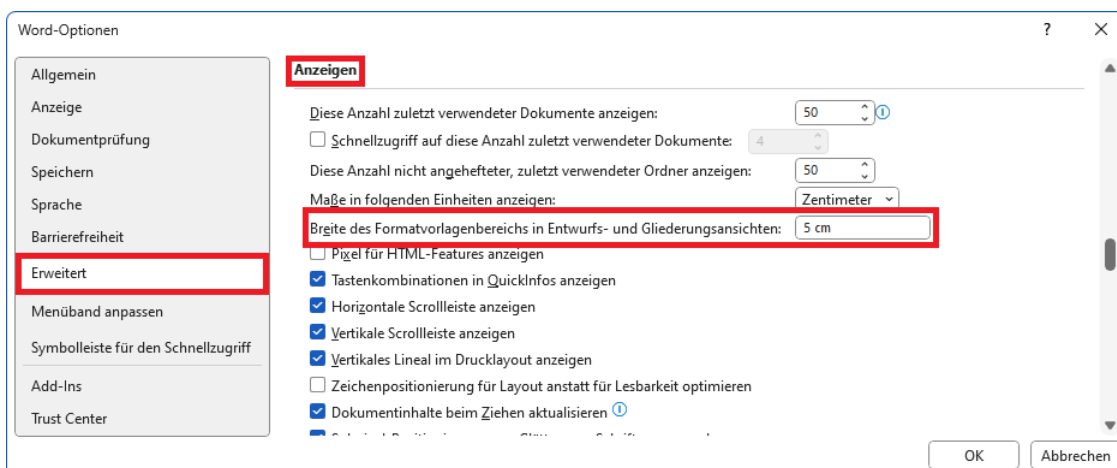 Word-Optionen
?
Allgemein
Anzeige
Dokumentprüfung
Speichern
Sprache
Barrierefreiheit
Erweitert
Menüband anpassen
Symbolleiste für den Schnellzugriff
Add-Ins
Trust Center
Anzeigen
Diese Anzahl zuletzt verwendeter Dokumente anzeigen: 50
Schnellzugriff auf diese Anzahl zuletzt verwendeter Dokumente: 4
Diese Anzahl nicht angehefteter, zuletzt verwendeter Ordner anzeigen: 50
Maße in folgenden Einheiten anzeigen: Zentimeter
Breite des Formatvorlagenbereichs in Entwurfs- und Gliederungsansichten: 5 cm
Pixel für HTML-Features anzeigen
Tastenkombinationen in QuickInfos anzeigen
Horizontale Scrollleiste anzeigen
Vertikale Scrollleiste anzeigen
Vertikales Lineal im Drucklayout anzeigen
Zeichenpositionierung für Layout anstatt für Lesbarkeit optimieren
Dokumentinhalte beim Ziehen aktualisieren
OK
Abbrechen